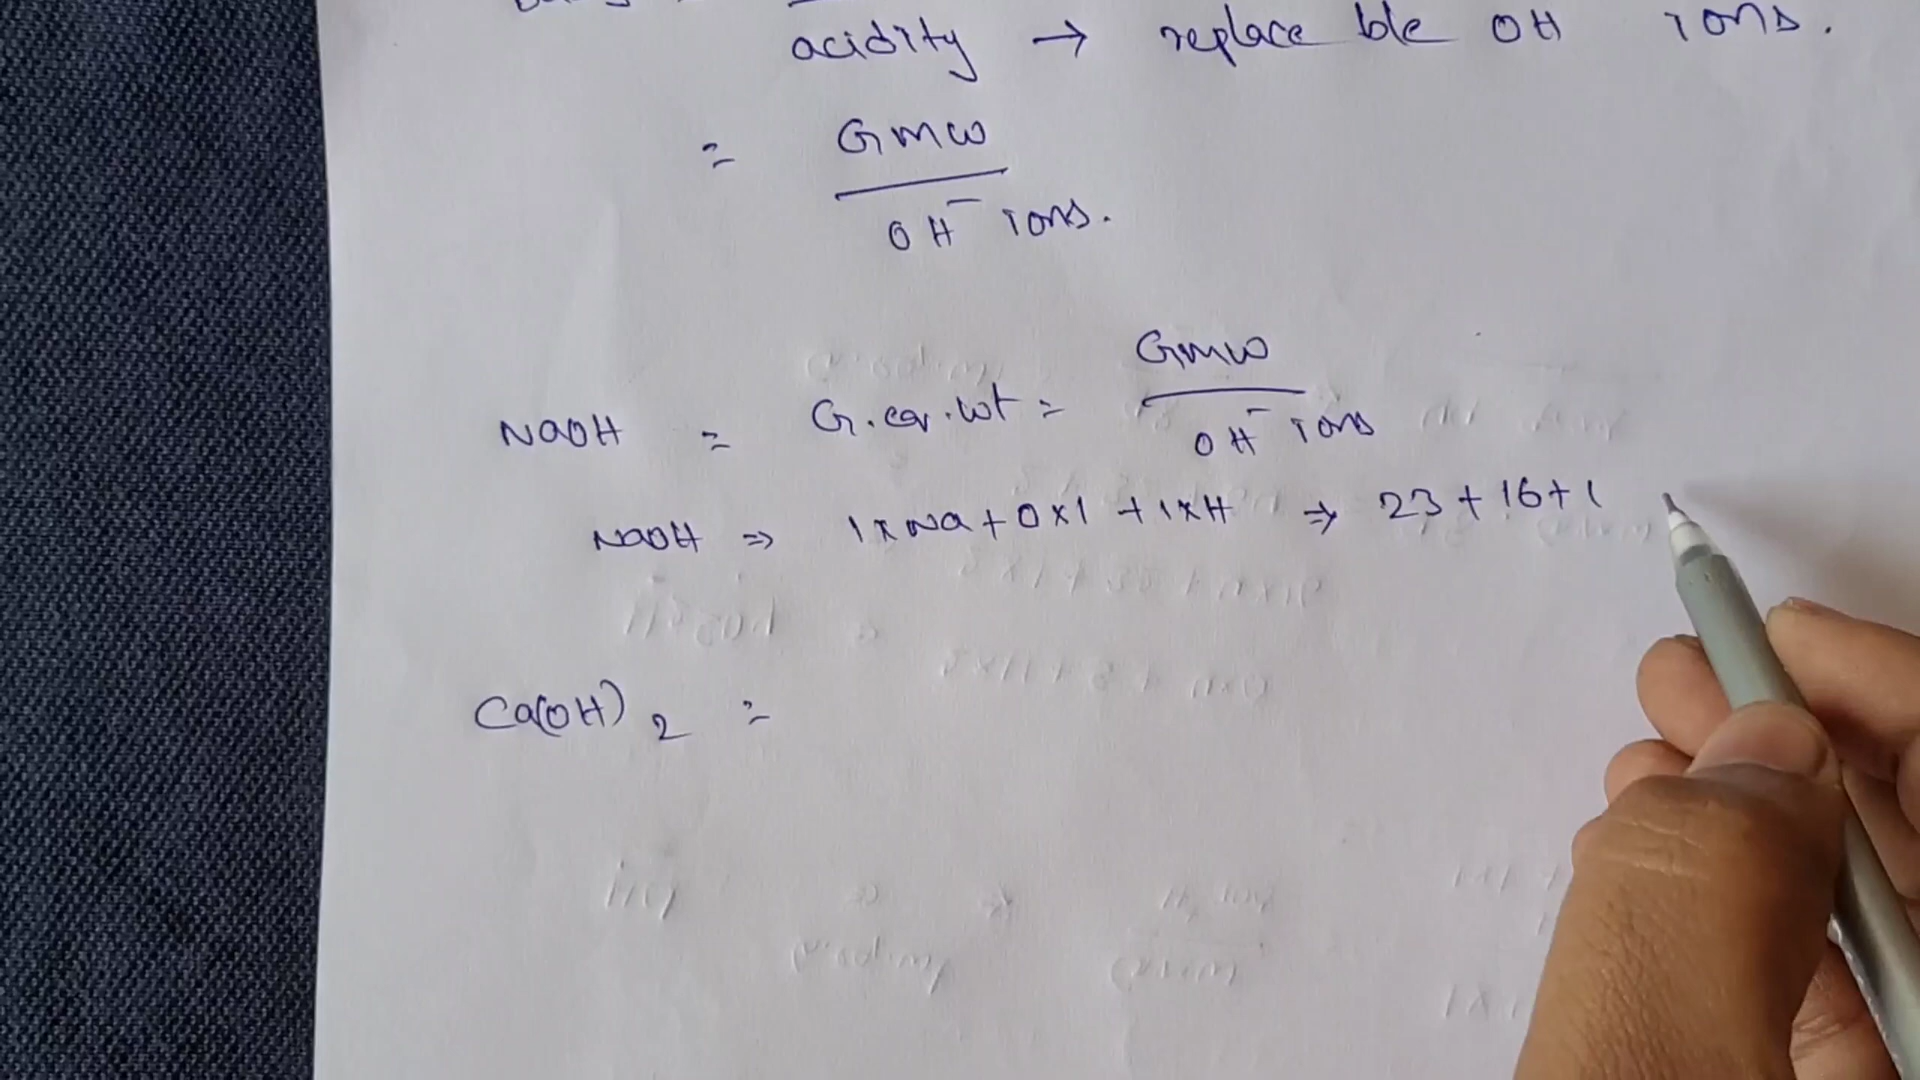 acidity → replace ble OH ions.
= GMW
OH⁻ ions.
GMW
NaOH = G.eq.wt =
OH⁻ ions
NaOH ⇒ 1×Na + O×1 + 1×H ⇒ 23 + 16 + 1
Ca(OH)2 =